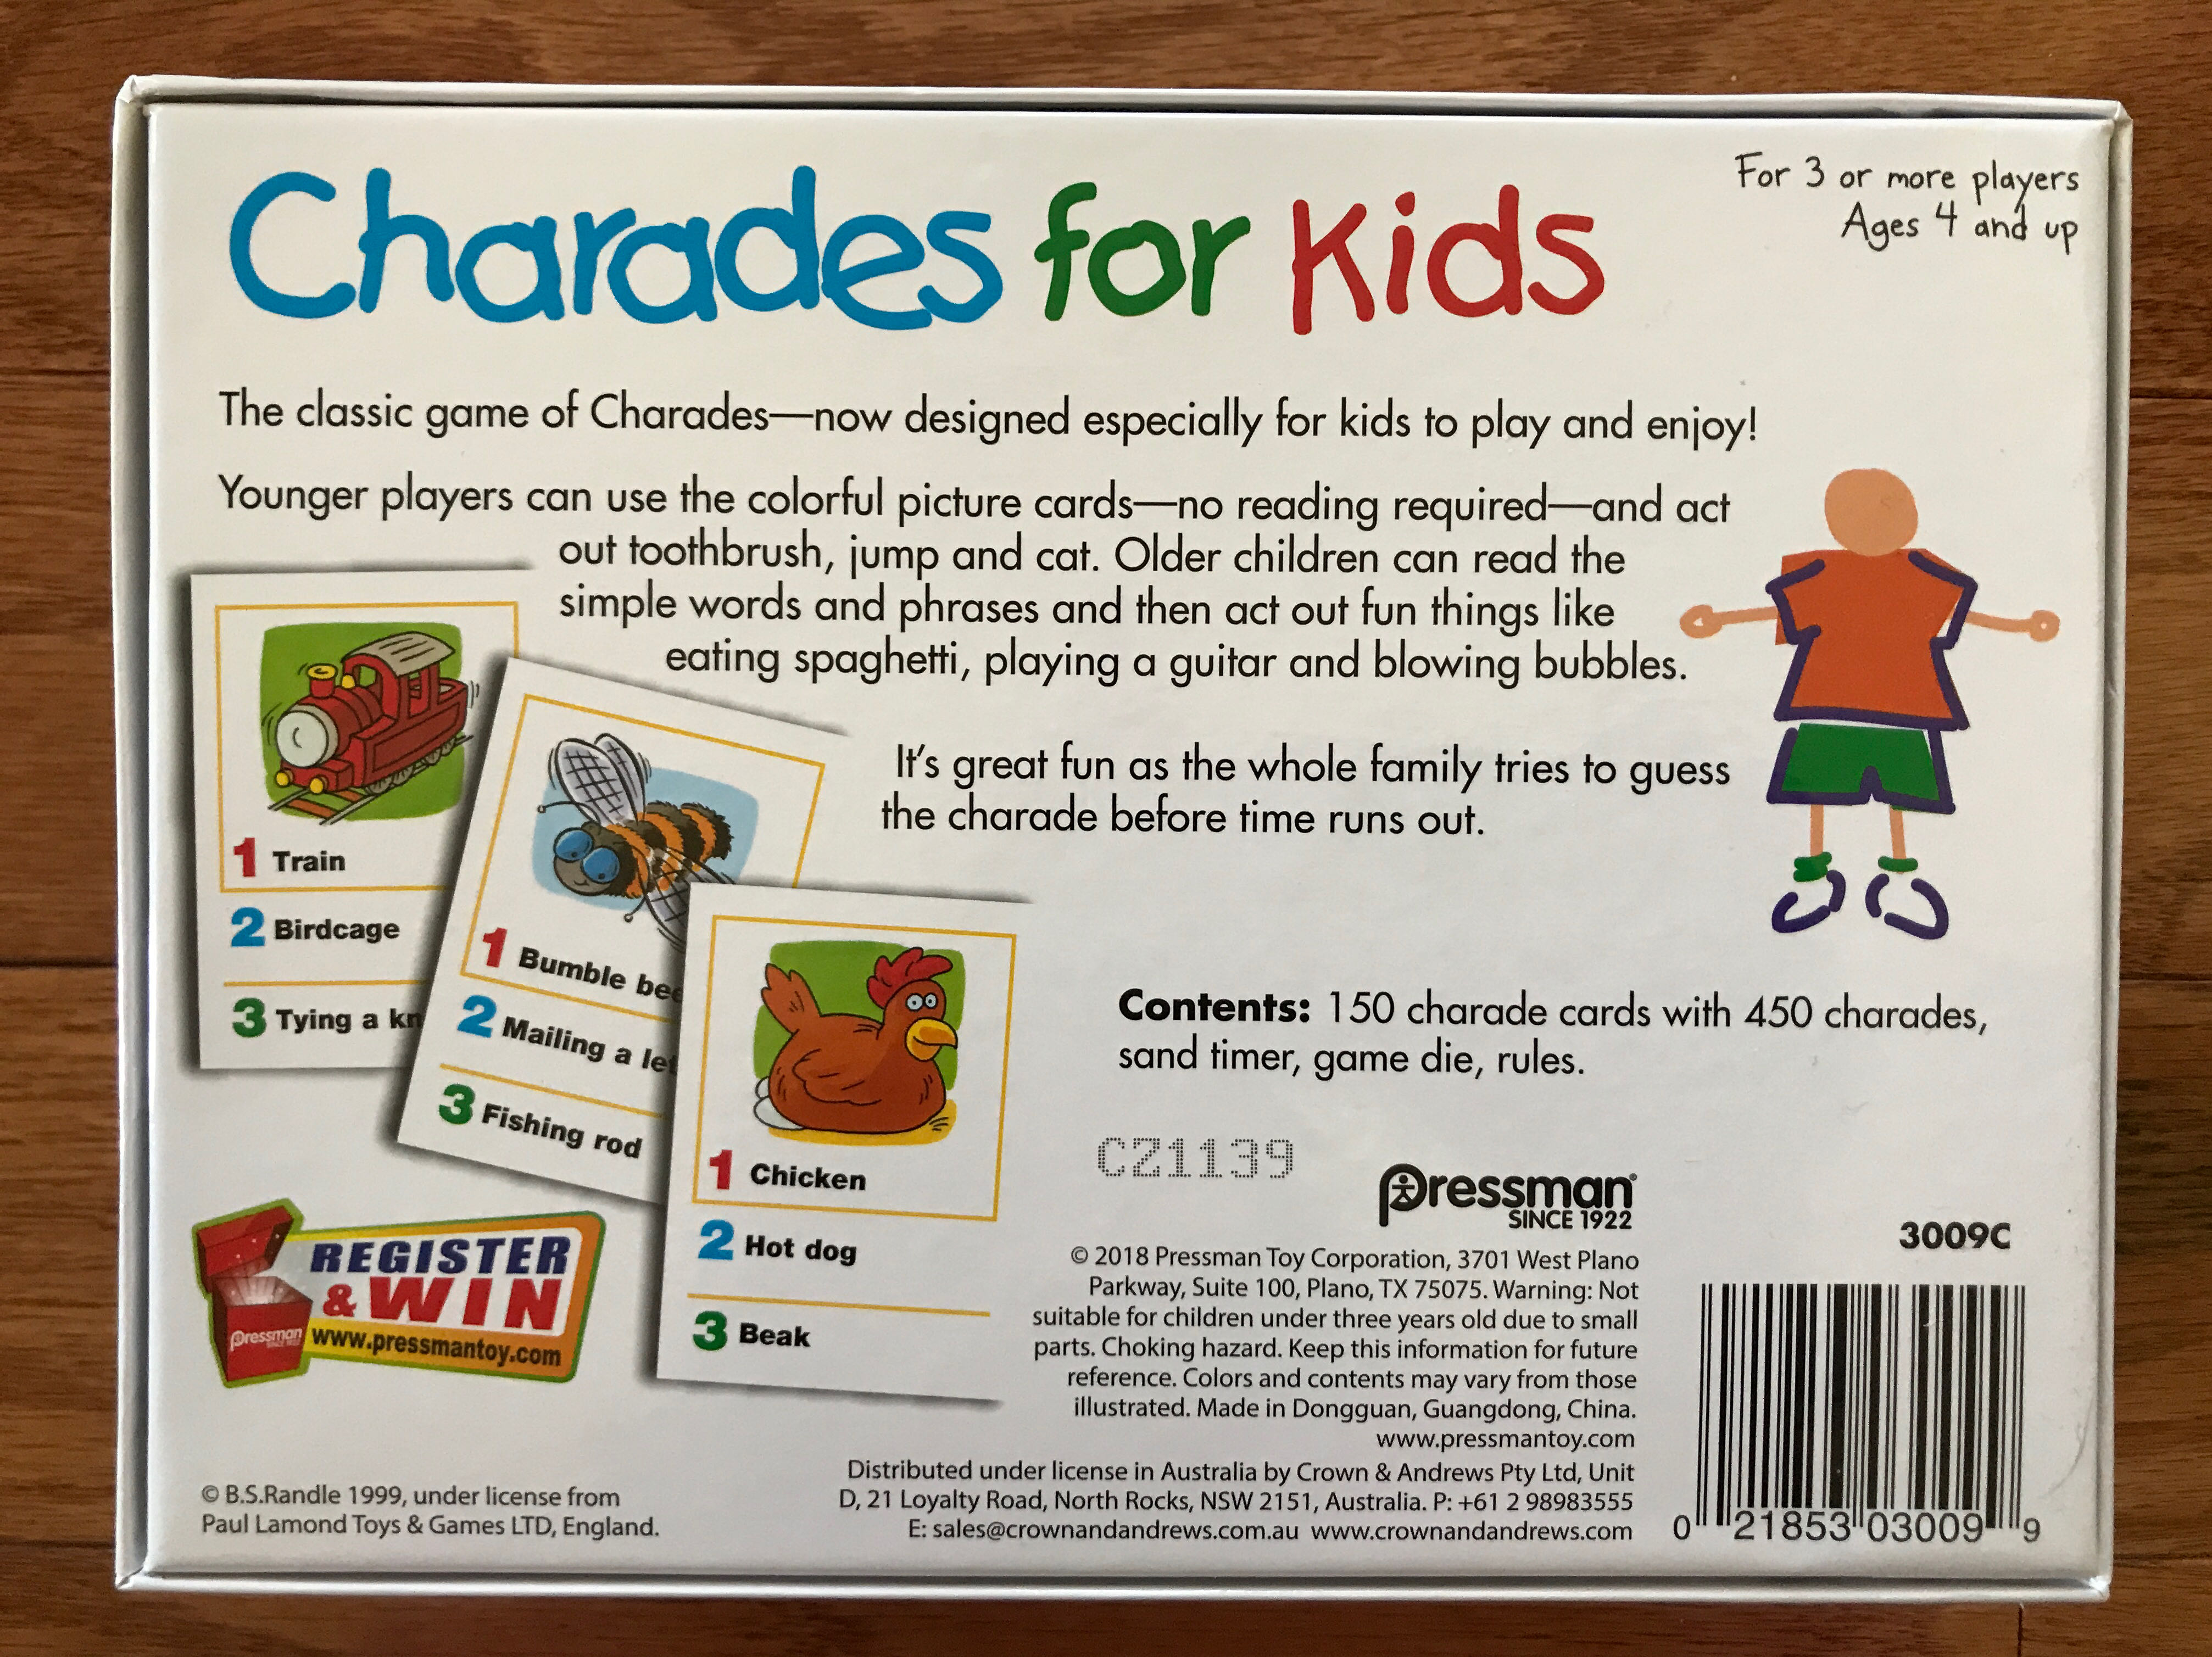 Charades for Kids
For 3 or more players
Ages 4 and up
The classic game of Charades—now designed especially for kids to play and enjoy!
Younger players can use the colorful picture cards—no reading required—and act
out toothbrush, jump and cat. Older children can read the
simple words and phrases and then act out fun things like
eating spaghetti, playing a guitar and blowing bubbles.
It's great fun as the whole family tries to guess
the charade before time runs out.
1 Train
2 Birdcage
3 Tying a kn
1 Bumble bee
2 Mailing a let
3 Fishing rod
1 Chicken
2 Hot dog
3 Beak
Contents: 150 charade cards with 450 charades,
sand timer, game die, rules.
CZ1139
Pressman®
SINCE 1922
3009C
REGISTER
& WIN
Pressman
www.pressmantoy.com
© 2018 Pressman Toy Corporation, 3701 West Plano
Parkway, Suite 100, Plano, TX 75075. Warning: Not
suitable for children under three years old due to small
parts. Choking hazard. Keep this information for future
reference. Colors and contents may vary from those
illustrated. Made in Dongguan, Guangdong, China.
www.pressmantoy.com
Distributed under license in Australia by Crown & Andrews Pty Ltd, Unit
D, 21 Loyalty Road, North Rocks, NSW 2151, Australia. P: +61 2 98983555
E: sales@crownandandrews.com.au www.crownandandrews.com
© B.S.Randle 1999, under license from
Paul Lamond Toys & Games LTD, England.
0 21853 03009 9